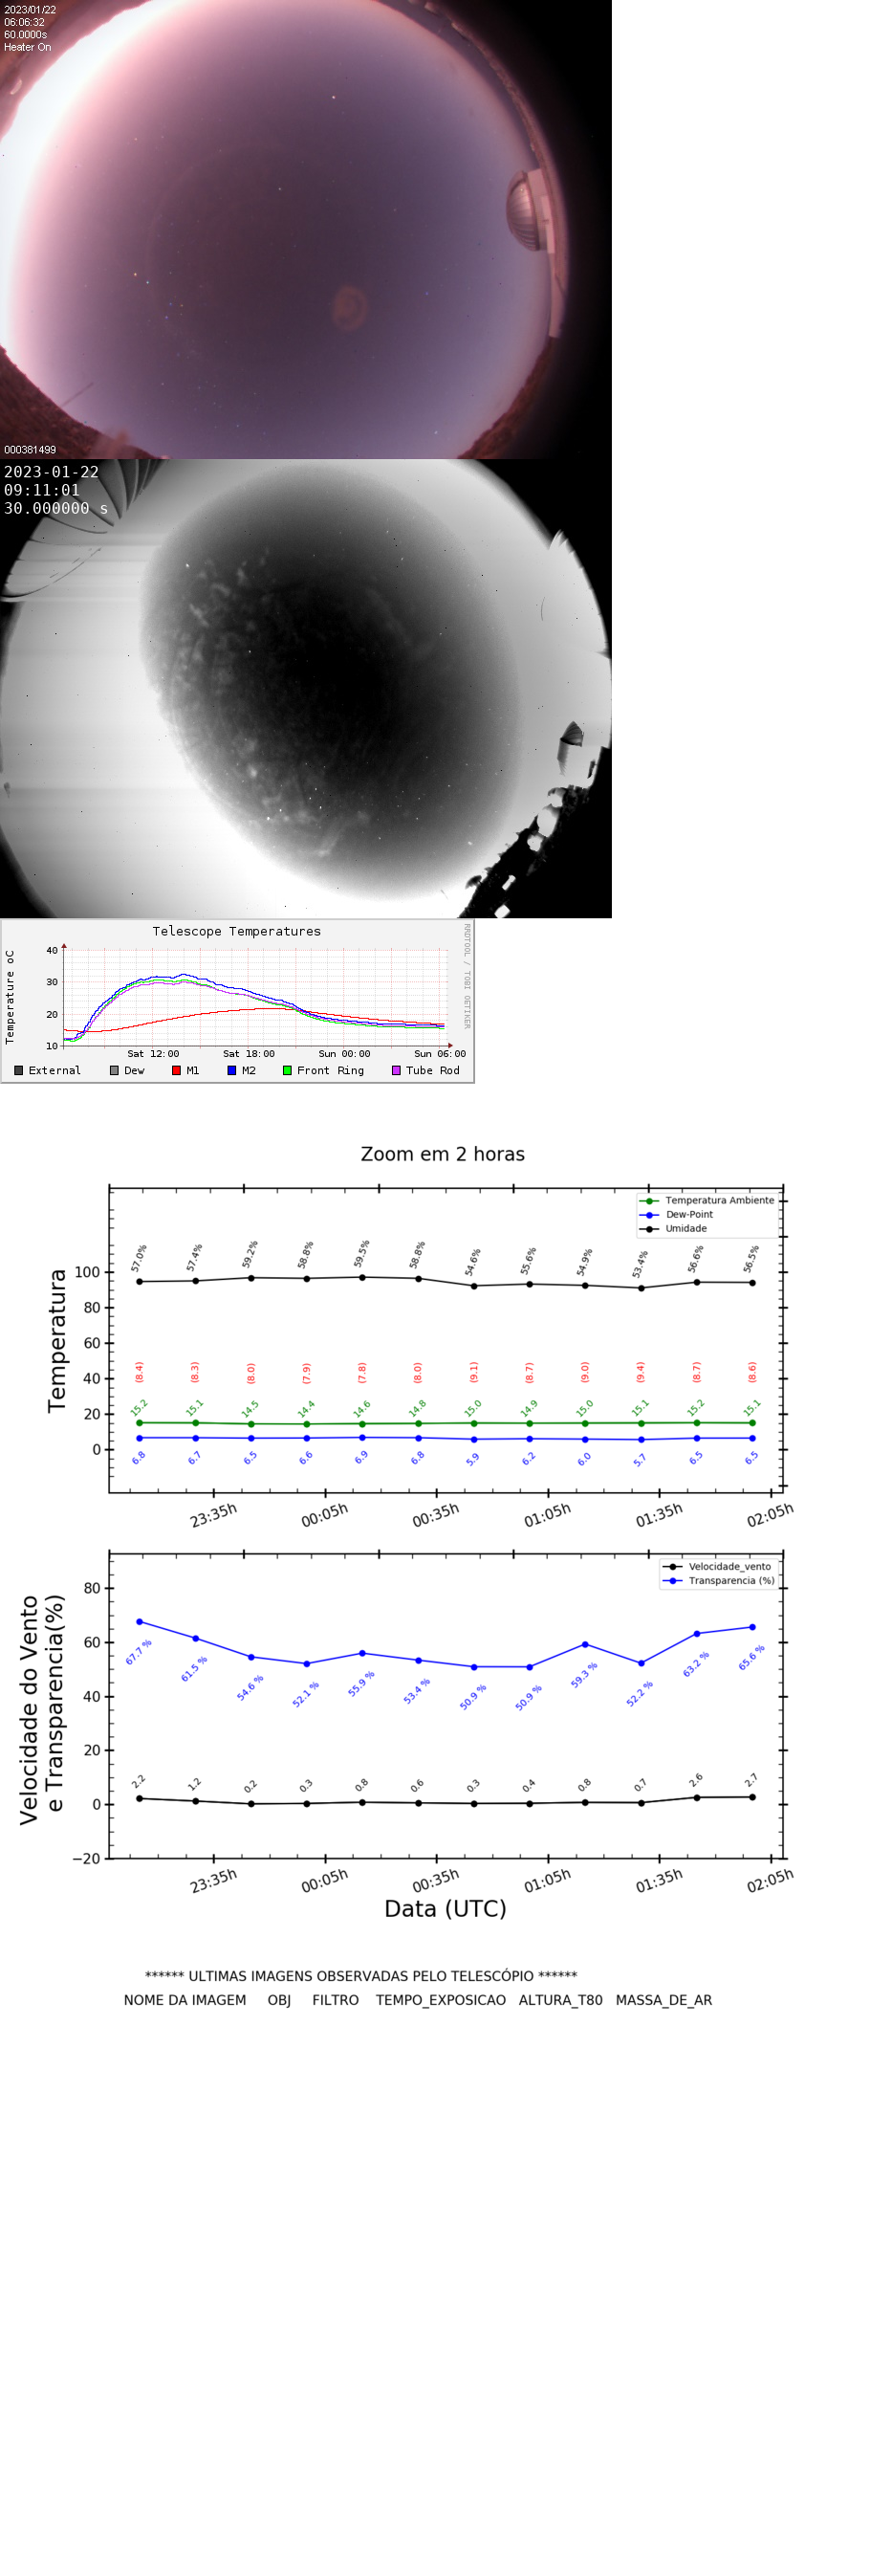 2023/01/22
06:06:32
60.0000s
Heater On
000381499
2023-01-22
09:11:01
30.000000 s
Telescope Temperatures
RRDTOOL / TOBI OETIKER
Temperature oC
40
30
20
10
Sat 12:00 Sat 18:00 Sun 00:00 Sun 06:00
External Dew M1 M2 Front Ring Tube Rod
Zoom em 2 horas
Temperatura Ambiente
Dew-Point
Umidade
Temperatura
57.0% 57.4% 59.2% 58.8% 59.5% 58.8% 54.6% 55.6% 54.9% 53.4% 56.6% 56.5%
100
80
60
40
20
0
(8.4) (8.3) (8.0) (7.9) (7.8) (8.0) (9.1) (8.7) (9.0) (9.4) (8.7) (8.6)
15.2 15.1 14.5 14.4 14.6 14.8 15.0 14.9 15.0 15.1 15.2 15.1
6.8 6.7 6.5 6.6 6.9 6.8 5.9 6.2 6.0 5.7 6.5 6.5
23:35h 00:05h 00:35h 01:05h 01:35h 02:05h
Velocidade_vento
Transparencia (%)
Velocidade do Vento
e Transparencia(%)
80
60
40
20
0
−20
67.7 % 61.5 % 54.6 % 52.1 % 55.9 % 53.4 % 50.9 % 50.9 % 59.3 % 52.2 % 63.2 % 65.6 %
2.2 1.2 0.2 0.3 0.8 0.6 0.3 0.4 0.8 0.7 2.6 2.7
23:35h 00:05h 00:35h 01:05h 01:35h 02:05h
Data (UTC)
****** ULTIMAS IMAGENS OBSERVADAS PELO TELESCÓPIO ******
NOME DA IMAGEM OBJ FILTRO TEMPO_EXPOSICAO ALTURA_T80 MASSA_DE_AR